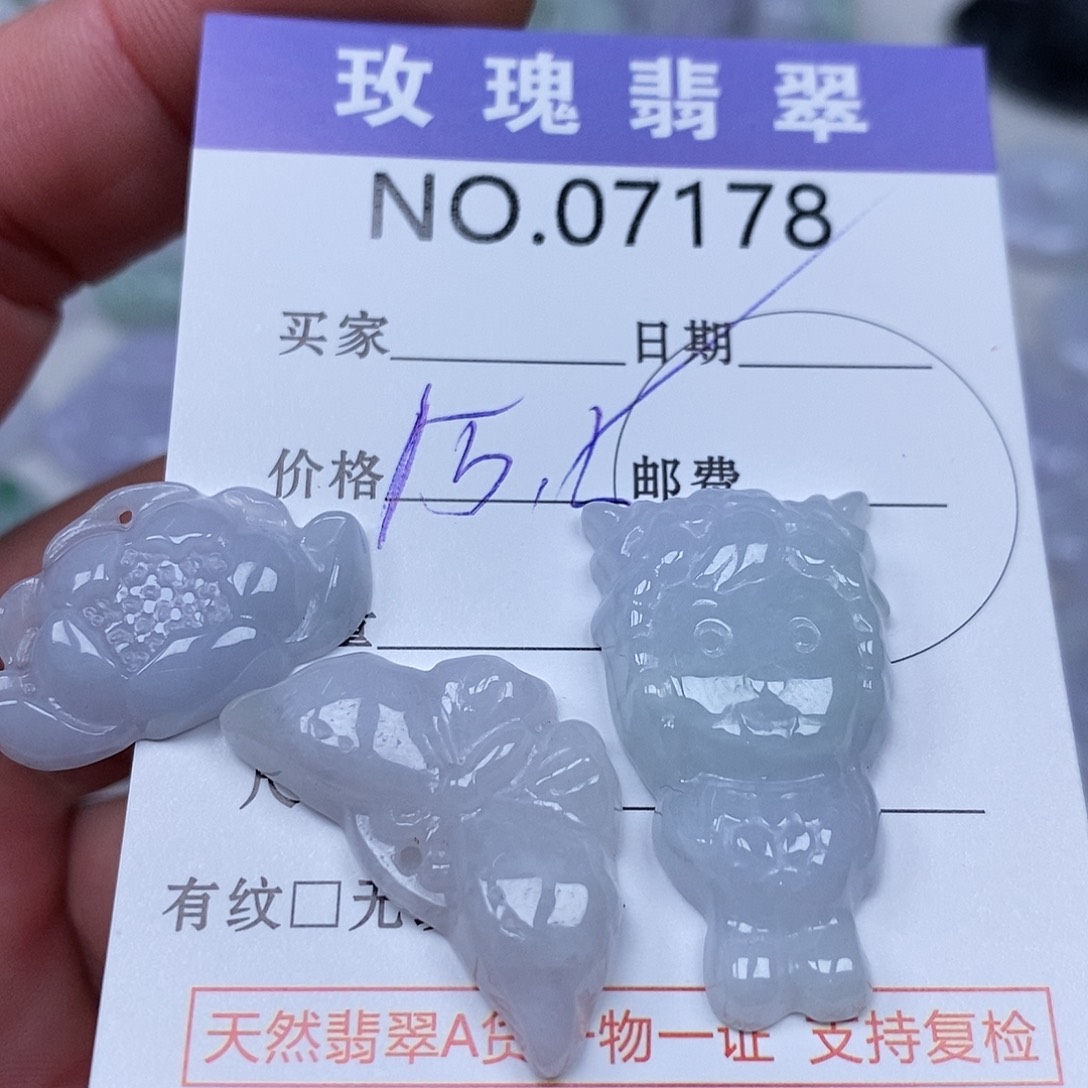 玫瑰翡翠
NO.07178
买家 日期
价格 邮费
有纹□无
天然翡翠A货一物一证 支持复检